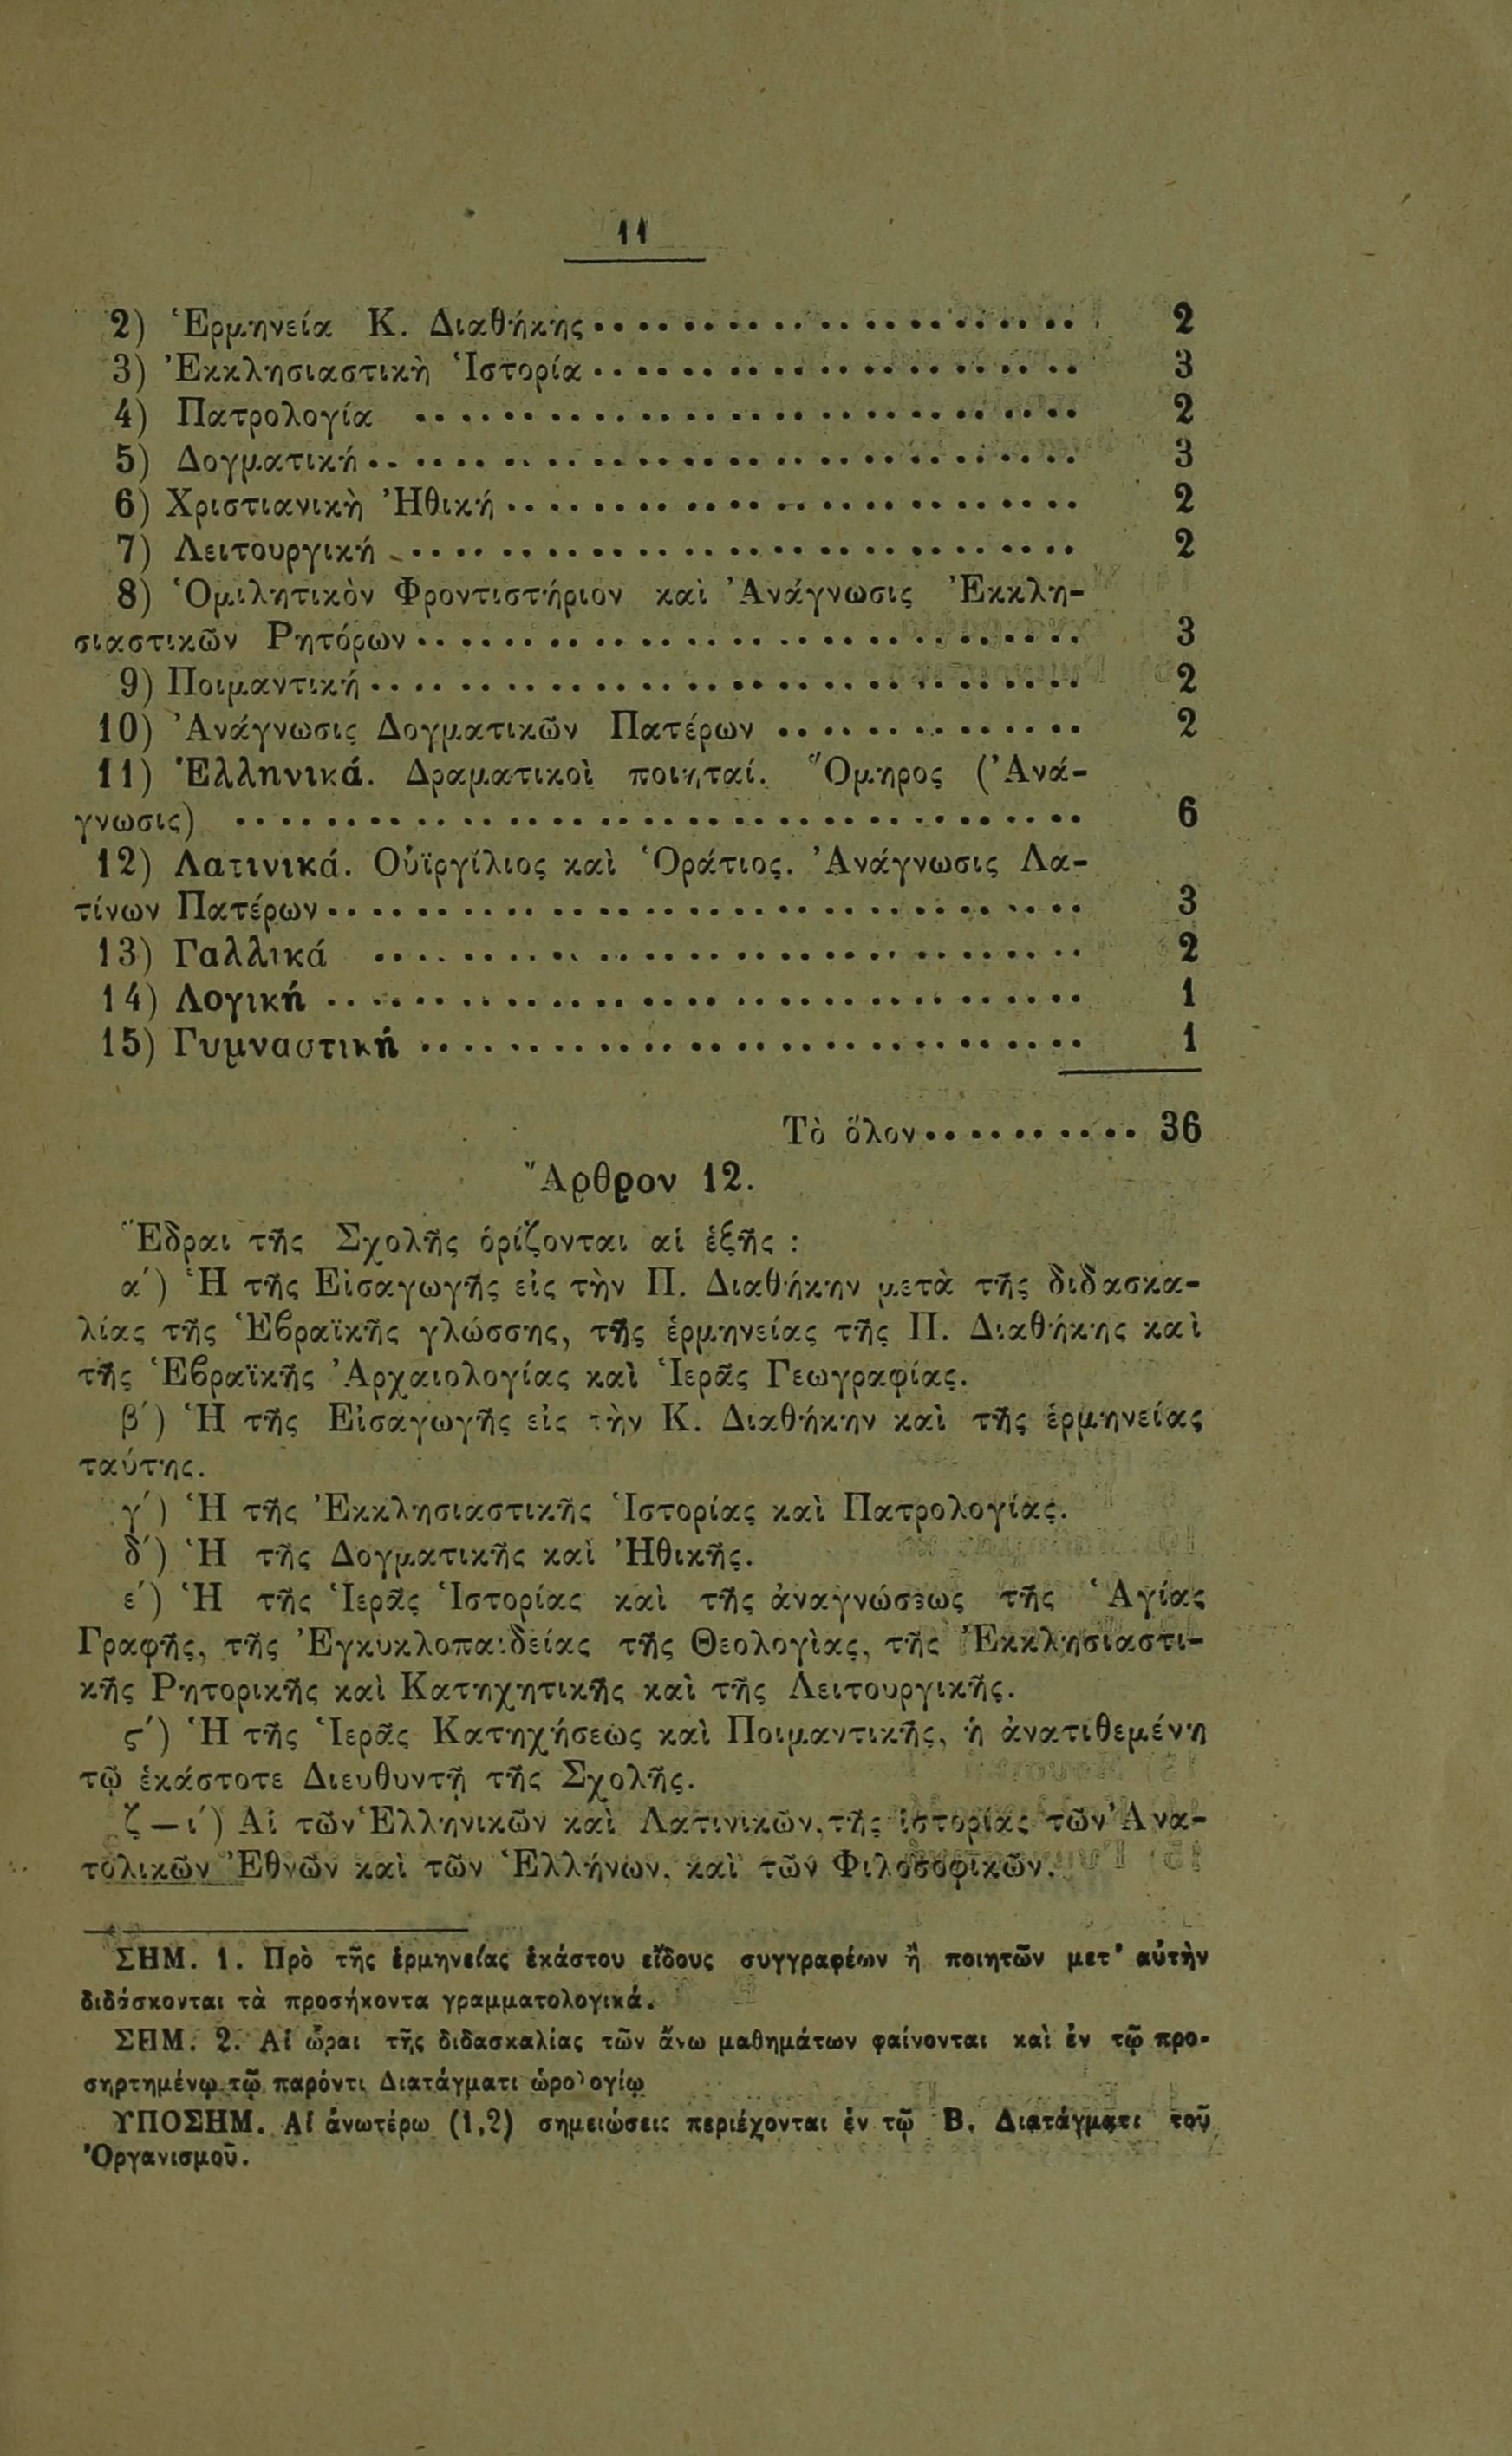 11
2) Ἑρμηνεία Κ. Διαθήκης........................ 2
3) Ἐκκλησιαστικὴ Ἱστορία........................ 3
4) Πατρολογία ........................ 2
5) Δογματική........................ 3
6) Χριστιανικὴ Ἠθική........................ 2
7) Λειτουργική ........................ 2
8) Ὁμιλητικὸν Φροντιστήριον καὶ Ἀνάγνωσις Ἐκκλη-
σιαστικῶν Ρητόρων........................ 3
9) Ποιμαντική........................ 2
10) Ἀνάγνωσις Δογματικῶν Πατέρων .............. 2
11) Ἑλληνικά. Δραματικοὶ ποιηταί. Ὅμηρος (Ἀνά-
γνωσις) ........................ 6
12) Λατινικά. Οὐϊργίλιος καὶ Ὁράτιος. Ἀνάγνωσις Λα-
τίνων Πατέρων........................ 3
13) Γαλλικά ........................ 2
14) Λογική ........................ 1
15) Γυμναστική ........................ 1
Τὸ ὅλον.......... 36
Ἄρθρον 12.
Ἕδραι τῆς Σχολῆς ὁρίζονται αἱ ἑξῆς :
α΄) Ἡ τῆς Εἰσαγωγῆς εἰς τὴν Π. Διαθήκην μετὰ τῆς διδασκα-
λίας τῆς Ἑβραϊκῆς γλώσσης, τῆς ἑρμηνείας τῆς Π. Διαθήκης καὶ
τῆς Ἑβραϊκῆς Ἀρχαιολογίας καὶ Ἱερᾶς Γεωγραφίας.
β΄) Ἡ τῆς Εἰσαγωγῆς εἰς τὴν Κ. Διαθήκην καὶ τῆς ἑρμηνείας
ταύτης.
γ΄) Ἡ τῆς Ἐκκλησιαστικῆς Ἱστορίας καὶ Πατρολογίας.
δ΄) Ἡ τῆς Δογματικῆς καὶ Ἠθικῆς.
ε΄) Ἡ τῆς Ἱερᾶς Ἱστορίας καὶ τῆς ἀναγνώσεως τῆς Ἁγίας
Γραφῆς, τῆς Ἐγκυκλοπαιδείας τῆς Θεολογὶας, τῆς Ἐκκλησιαστι-
κῆς Ρητορικῆς καὶ Κατηχητικῆς καὶ τῆς Λειτουργικῆς.
ς΄) Ἡ τῆς Ἱερᾶς Κατηχήσεως καὶ Ποιμαντικῆς, ἡ ἀνατιθεμένη
τῷ ἑκάστοτε Διευθυντῇ τῆς Σχολῆς.
ζ—ι΄) Αἱ τῶν Ἑλληνικῶν καὶ Λατινικῶν, τῆς ἱστορίας τῶν Ἀνα-
τολικῶν Ἐθνῶν καὶ τῶν Ἑλλήνων, καὶ τῶν Φιλοσοφικῶν.
ΣΗΜ. 1. Πρὸ τῆς ἑρμηνείας ἑκάστου εἴδους συγγραφέων ἢ ποιητῶν μετ' αὐτὴν
διδάσκονται τὰ προσήκοντα γραμματολογικά.
ΣΗΜ. 2. Αἱ ὧραι τῆς διδασκαλίας τῶν ἄνω μαθημάτων φαίνονται καὶ ἐν τῷ προ-
σηρτημένῳ τῷ παρόντι Διατάγματι ὡρολογίῳ
ΥΠΟΣΗΜ. Αἱ ἀνωτέρω (1,2) σημειώσεις περιέχονται ἐν τῷ Β. Διατάγματι τοῦ
Ὀργανισμοῦ.